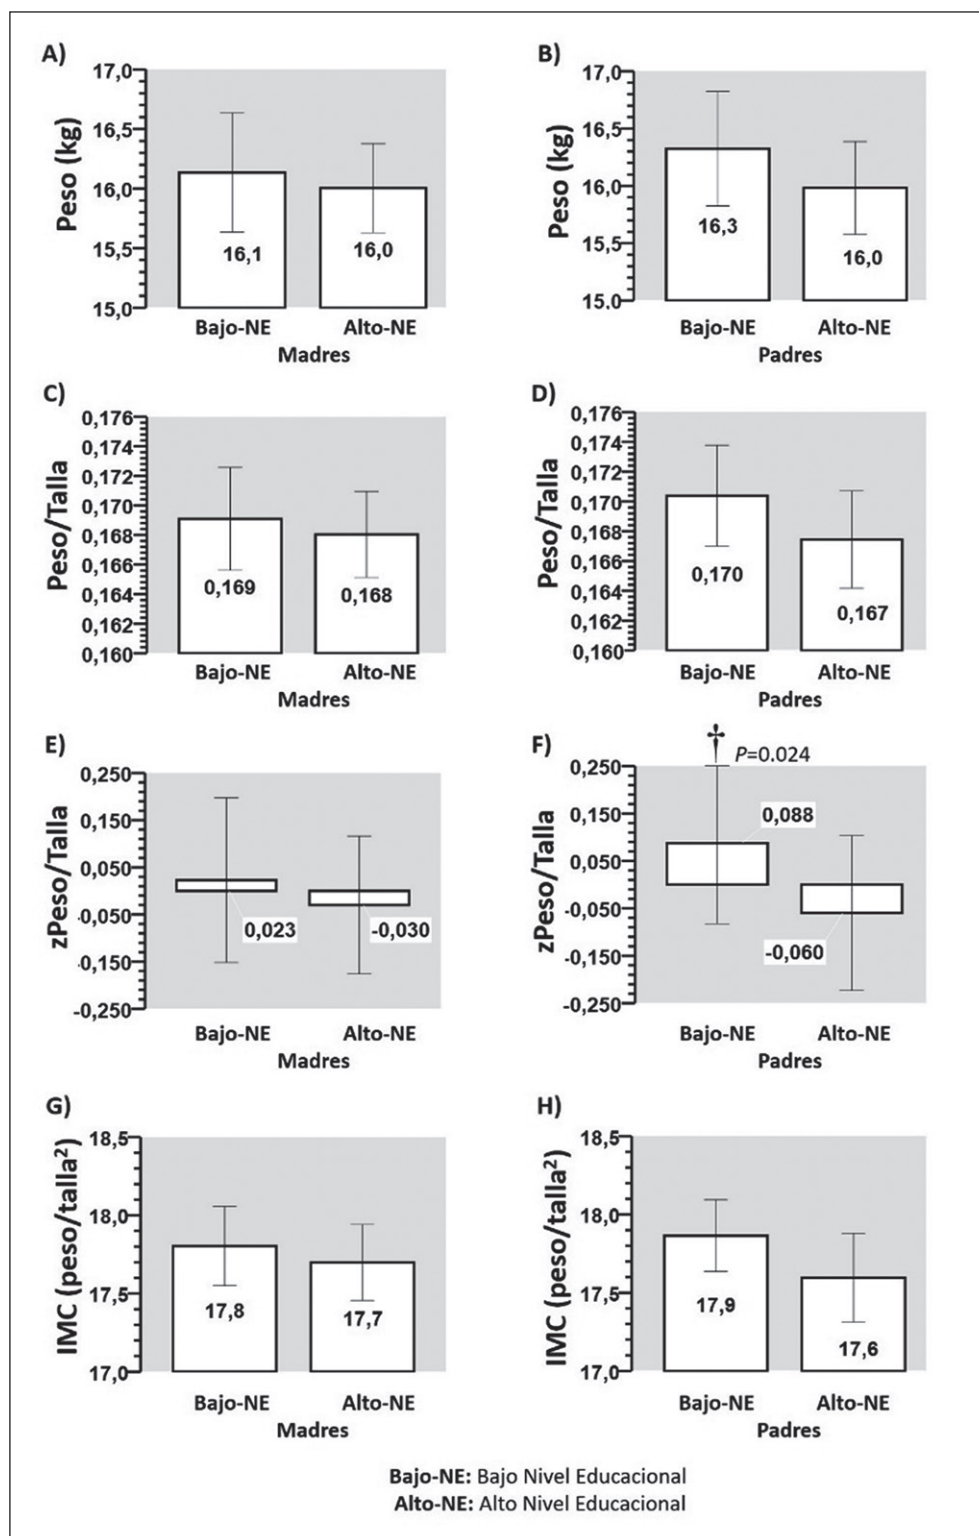 A)
Peso (kg)
17,0
16,5
16,0
15,5
15,0
16,1
16,0
Bajo-NE Alto-NE
Madres
B)
Peso (kg)
17,0
16,5
16,0
15,5
15.0
16,3
16,0
Bajo-NE Alto-NE
Padres
C)
Peso/Talla
0,176
0,174
0,172
0,170
0,168
0,166
0,164
0,162
0,160
0,169
0,168
Bajo-NE Alto-NE
Madres
D)
Peso/Talla
0,176
0,174
0,172
0,170
0,168
0,166
0,164
0,162
0,160
0,170
0,167
Bajo-NE Alto-NE
Padres
E)
zPeso/Talla
0,250
0,150
0,050
-0,050
-0,150
-0,250
0,023
-0,030
Bajo-NE Alto-NE
Madres
F)
† P=0.024
zPeso/Talla
0,250
0,150
0,050
-0,050
-0,150
-0,250
0,088
-0,060
Bajo-NE Alto-NE
Padres
G)
IMC (peso/talla²)
18,5
18,0
17,5
17,0
17,8
17,7
Bajo-NE Alto-NE
Madres
H)
IMC (peso/talla²)
18,5
18,0
17,5
17,0
17,9
17,6
Bajo-NE Alto-NE
Padres
Bajo-NE: Bajo Nivel Educacional
Alto-NE: Alto Nivel Educacional